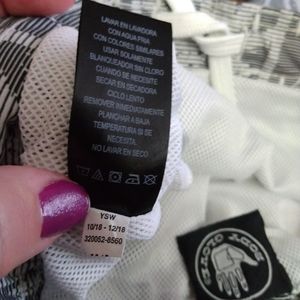 LAVAR EN LAVADORA
CON AGUA FRIA
CON COLORES SIMILARES
USAR SOLAMENTE
BLANQUEADOR SIN CLORO
CUANDO SE NECESITE
SECAR EN SECADORA
CICLO LENTO
REMOVER INMEDIATAMENTE
PLANCHAR A BAJA
TEMPERATURA SI ES
NECESARIO
NO LAVAR EN SECO
YSW
10/18 - 12/18
320052-8560
BODY GLOVE